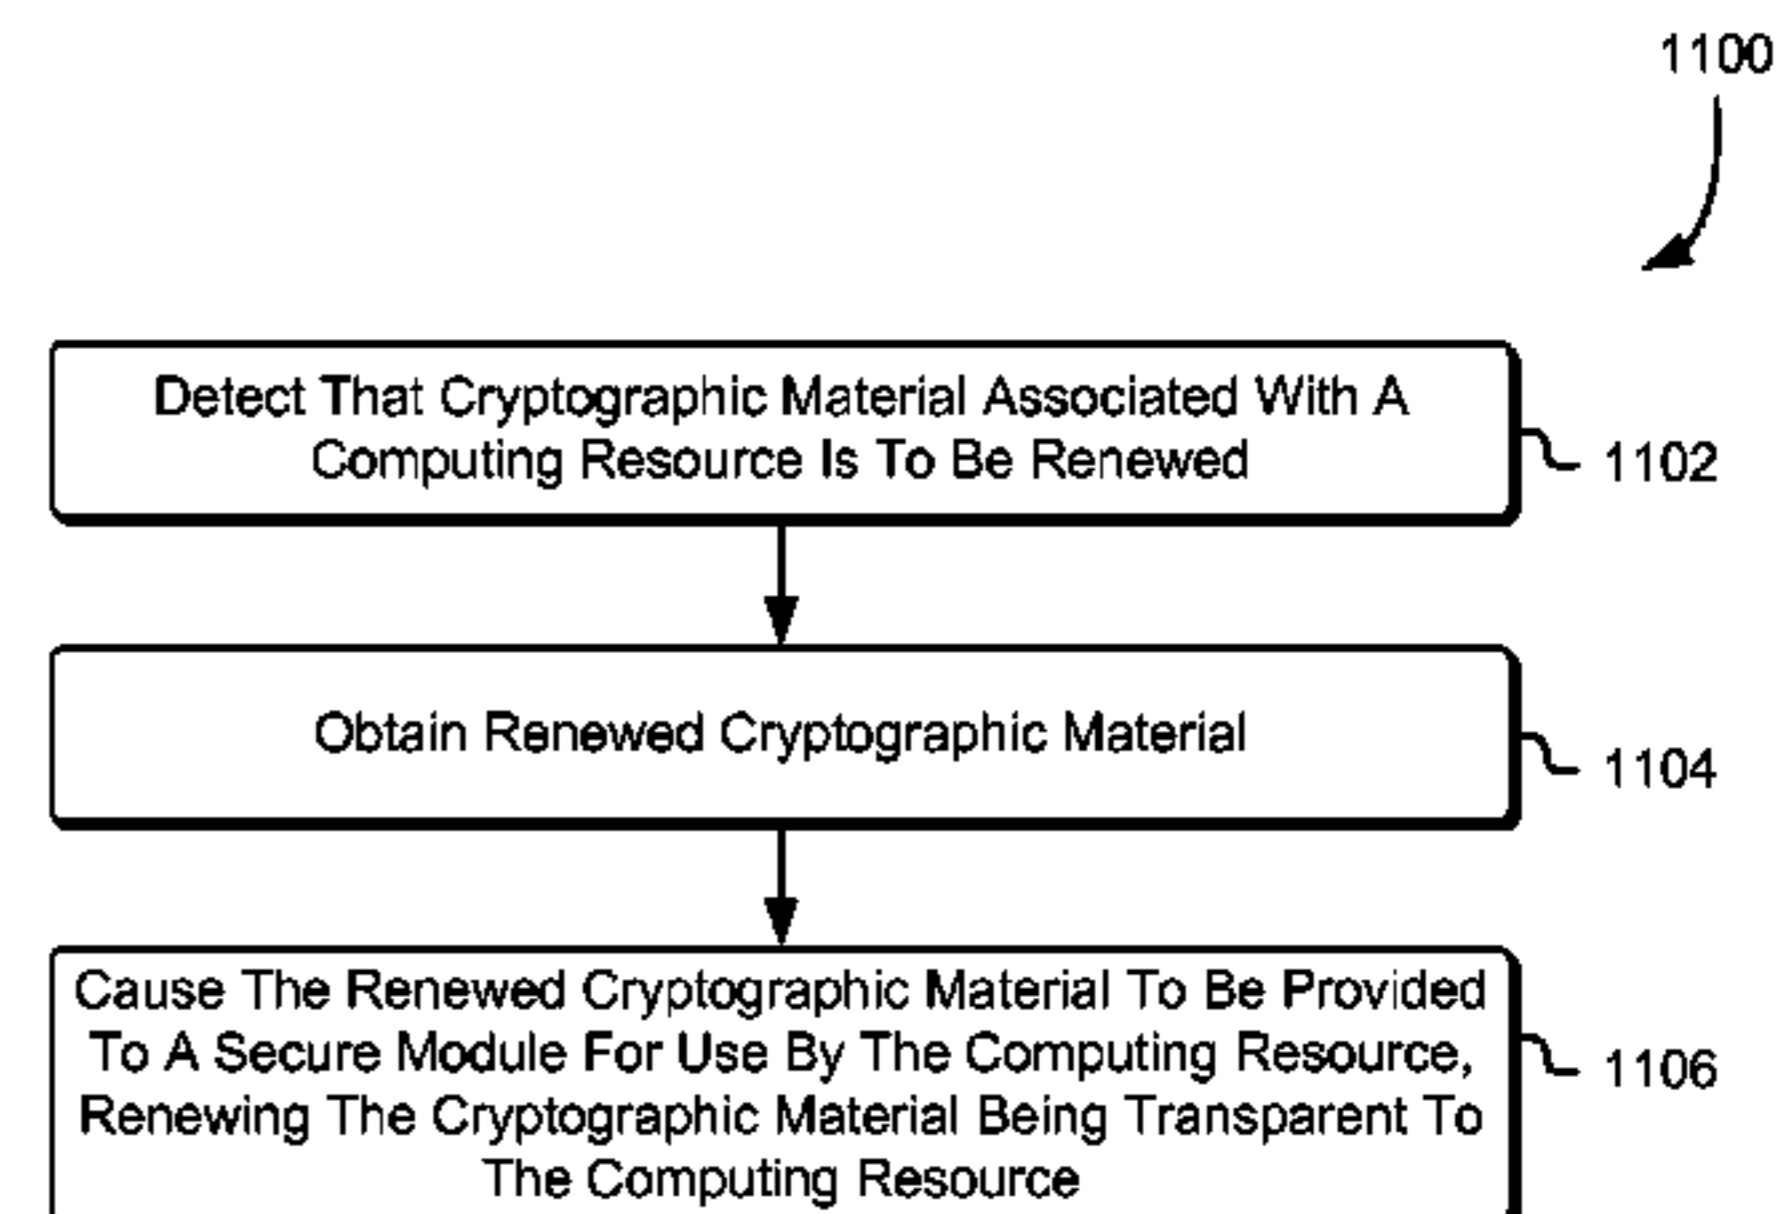 1100
Detect That Cryptographic Material Associated With A
Computing Resource Is To Be Renewed
1102
Obtain Renewed Cryptographic Material
1104
Cause The Renewed Cryptographic Material To Be Provided
To A Secure Module For Use By The Computing Resource,
Renewing The Cryptographic Material Being Transparent To
The Computing Resource
1106